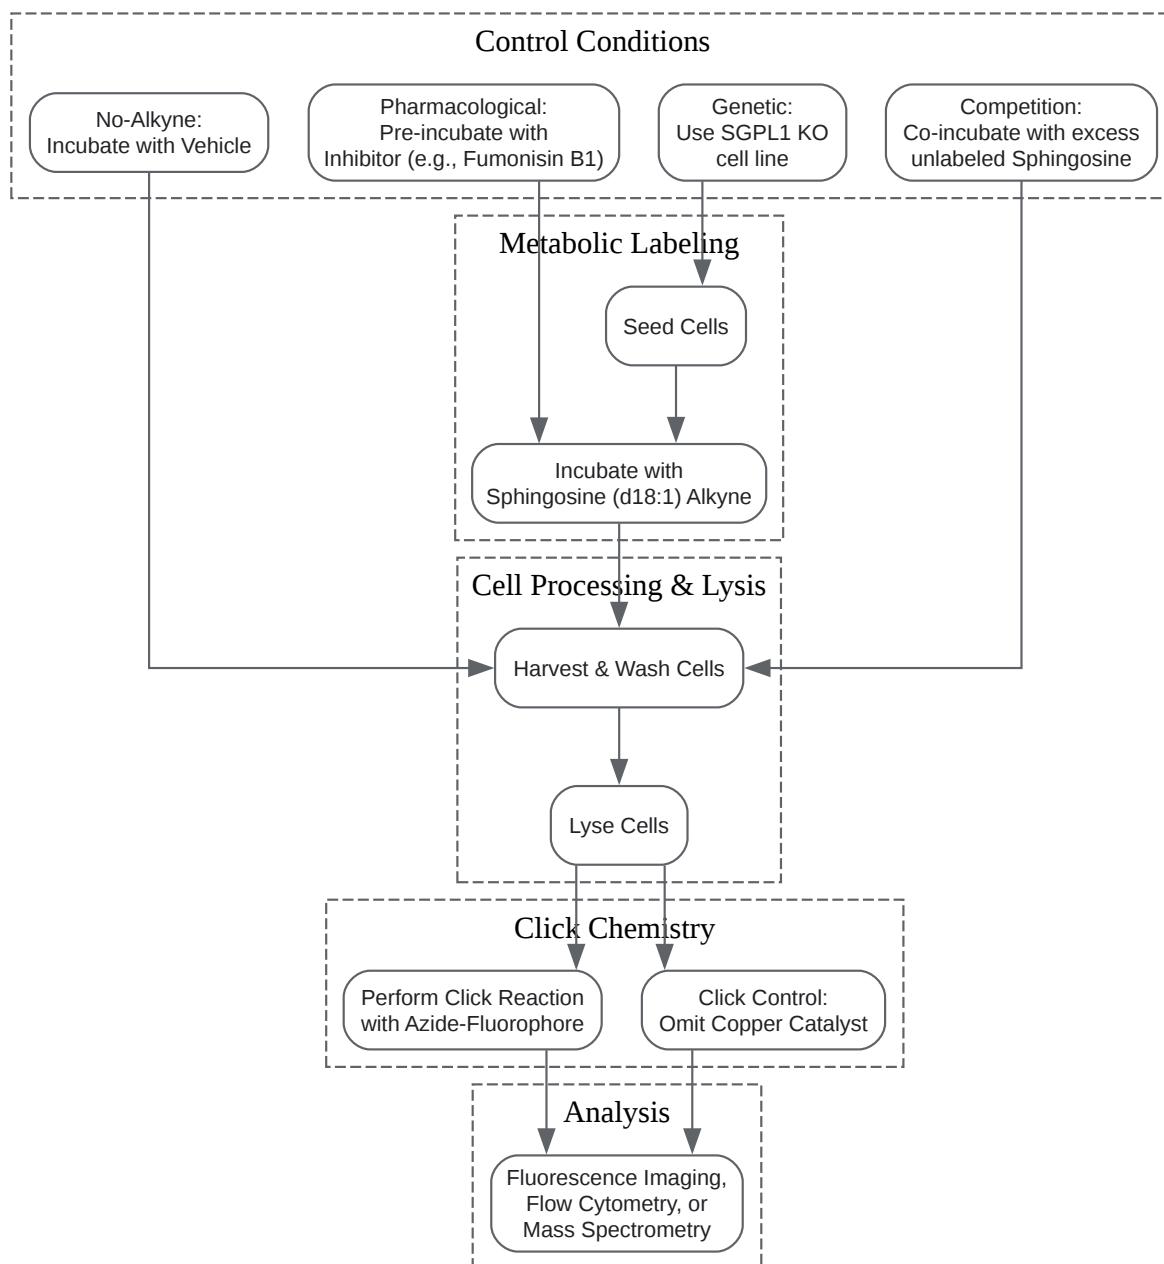 Control Conditions
No-Alkyne:
Incubate with Vehicle
Pharmacological:
Pre-incubate with
Inhibitor (e.g., Fumonisin B1)
Genetic:
Use SGPL1 KO
cell line
Competition:
Co-incubate with excess
unlabeled Sphingosine
Metabolic Labeling
Seed Cells
Incubate with
Sphingosine (d18:1) Alkyne
Cell Processing & Lysis
Harvest & Wash Cells
Lyse Cells
Click Chemistry
Perform Click Reaction
with Azide-Fluorophore
Click Control:
Omit Copper Catalyst
Analysis
Fluorescence Imaging,
Flow Cytometry, or
Mass Spectrometry